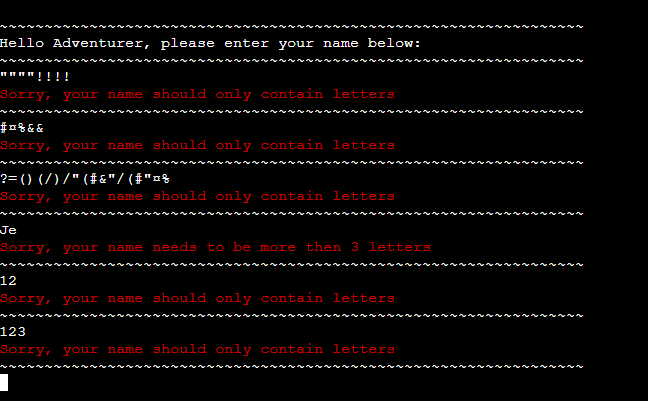 ~~~~~~~~~~~~~~~~~~~~~~~~~~~~~~~~~~~~~~~~~~~~~~~~~~~~~~~~~~~~~~~~~
Hello Adventurer, please enter your name below:
~~~~~~~~~~~~~~~~~~~~~~~~~~~~~~~~~~~~~~~~~~~~~~~~~~~~~~~~~~~~~~~~~
""""!!!!
Sorry, your name should only contain letters
~~~~~~~~~~~~~~~~~~~~~~~~~~~~~~~~~~~~~~~~~~~~~~~~~~~~~~~~~~~~~~~~~
#¤%&&
Sorry, your name should only contain letters
~~~~~~~~~~~~~~~~~~~~~~~~~~~~~~~~~~~~~~~~~~~~~~~~~~~~~~~~~~~~~~~~~
?=()(/)/"(#&"/(#"¤%
Sorry, your name should only contain letters
~~~~~~~~~~~~~~~~~~~~~~~~~~~~~~~~~~~~~~~~~~~~~~~~~~~~~~~~~~~~~~~~~
Je
Sorry, your name needs to be more then 3 letters
~~~~~~~~~~~~~~~~~~~~~~~~~~~~~~~~~~~~~~~~~~~~~~~~~~~~~~~~~~~~~~~~~
12
Sorry, your name should only contain letters
~~~~~~~~~~~~~~~~~~~~~~~~~~~~~~~~~~~~~~~~~~~~~~~~~~~~~~~~~~~~~~~~~
123
Sorry, your name should only contain letters
~~~~~~~~~~~~~~~~~~~~~~~~~~~~~~~~~~~~~~~~~~~~~~~~~~~~~~~~~~~~~~~~~